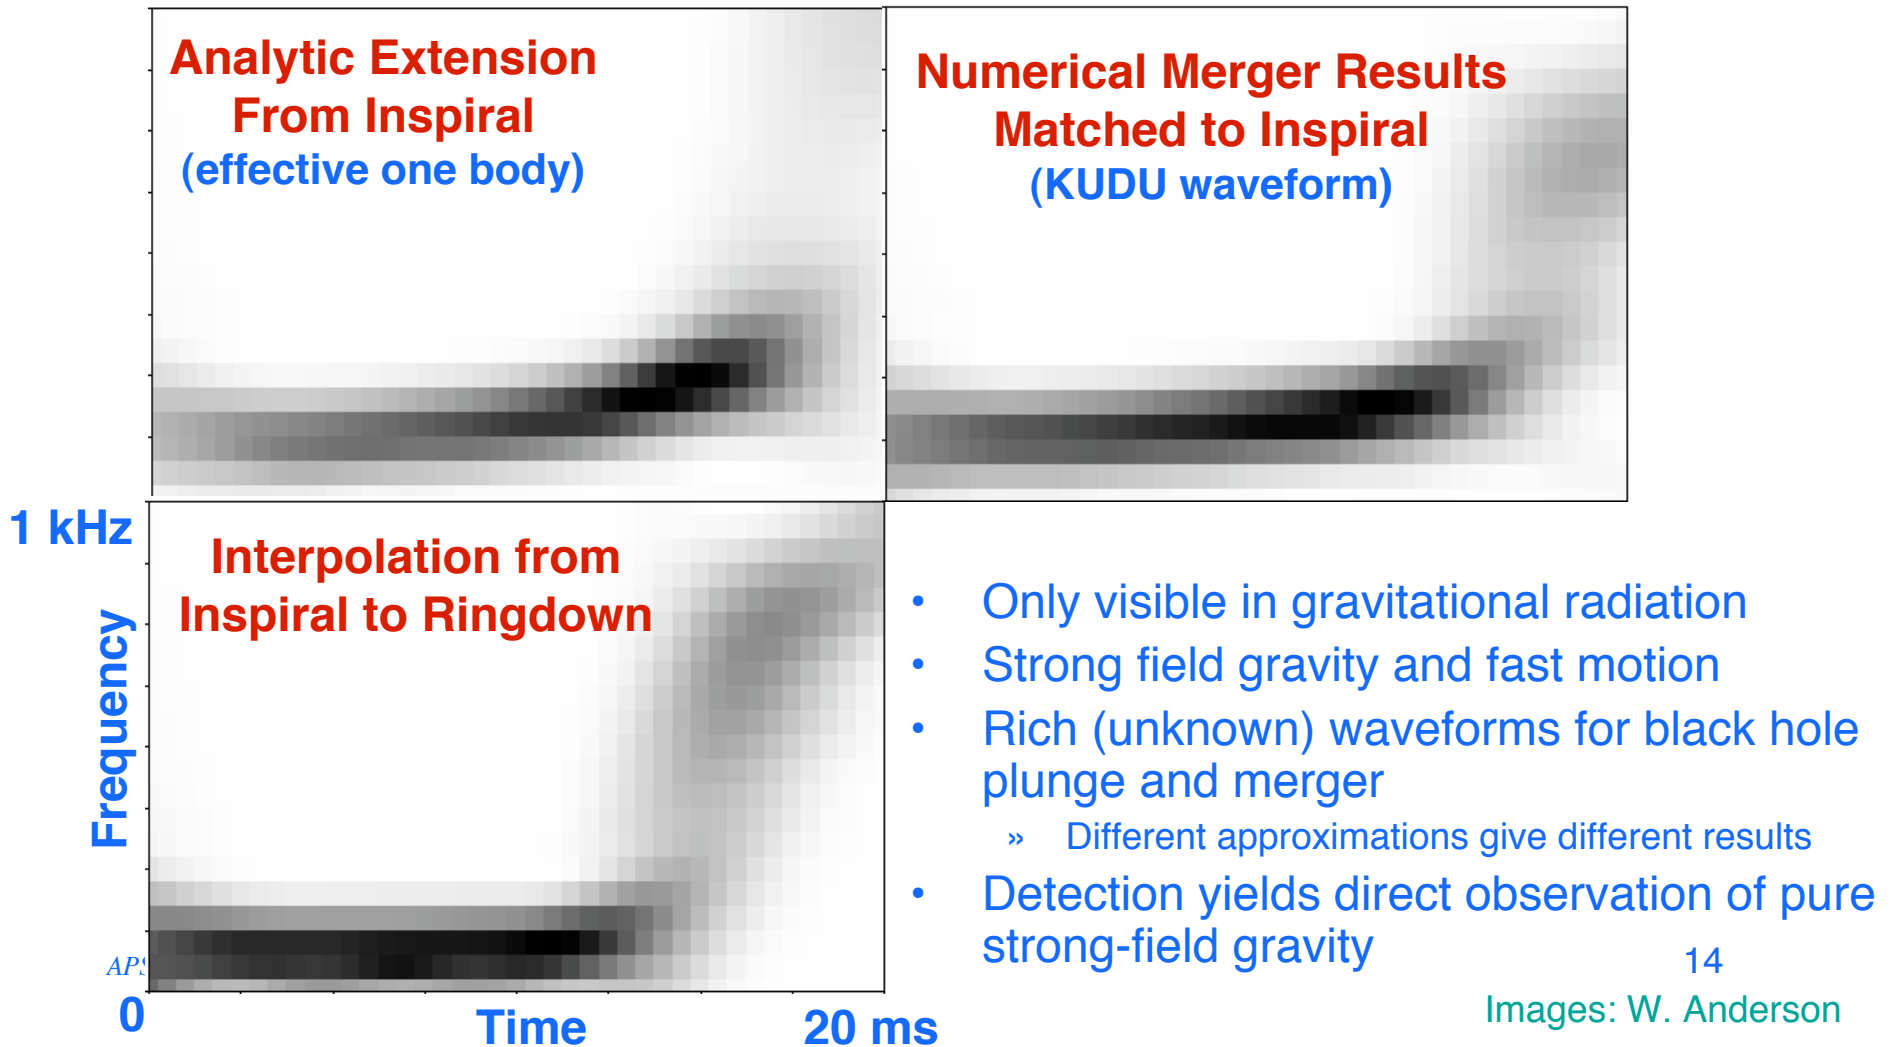 Analytic Extension
From Inspiral
(effective one body)
Numerical Merger Results
Matched to Inspiral
(KUDU waveform)
1 kHz
Interpolation from
Inspiral to Ringdown
Frequency
0
Time
20 ms
• Only visible in gravitational radiation
• Strong field gravity and fast motion
• Rich (unknown) waveforms for black hole
plunge and merger
» Different approximations give different results
• Detection yields direct observation of pure
strong-field gravity
14
Images: W. Anderson